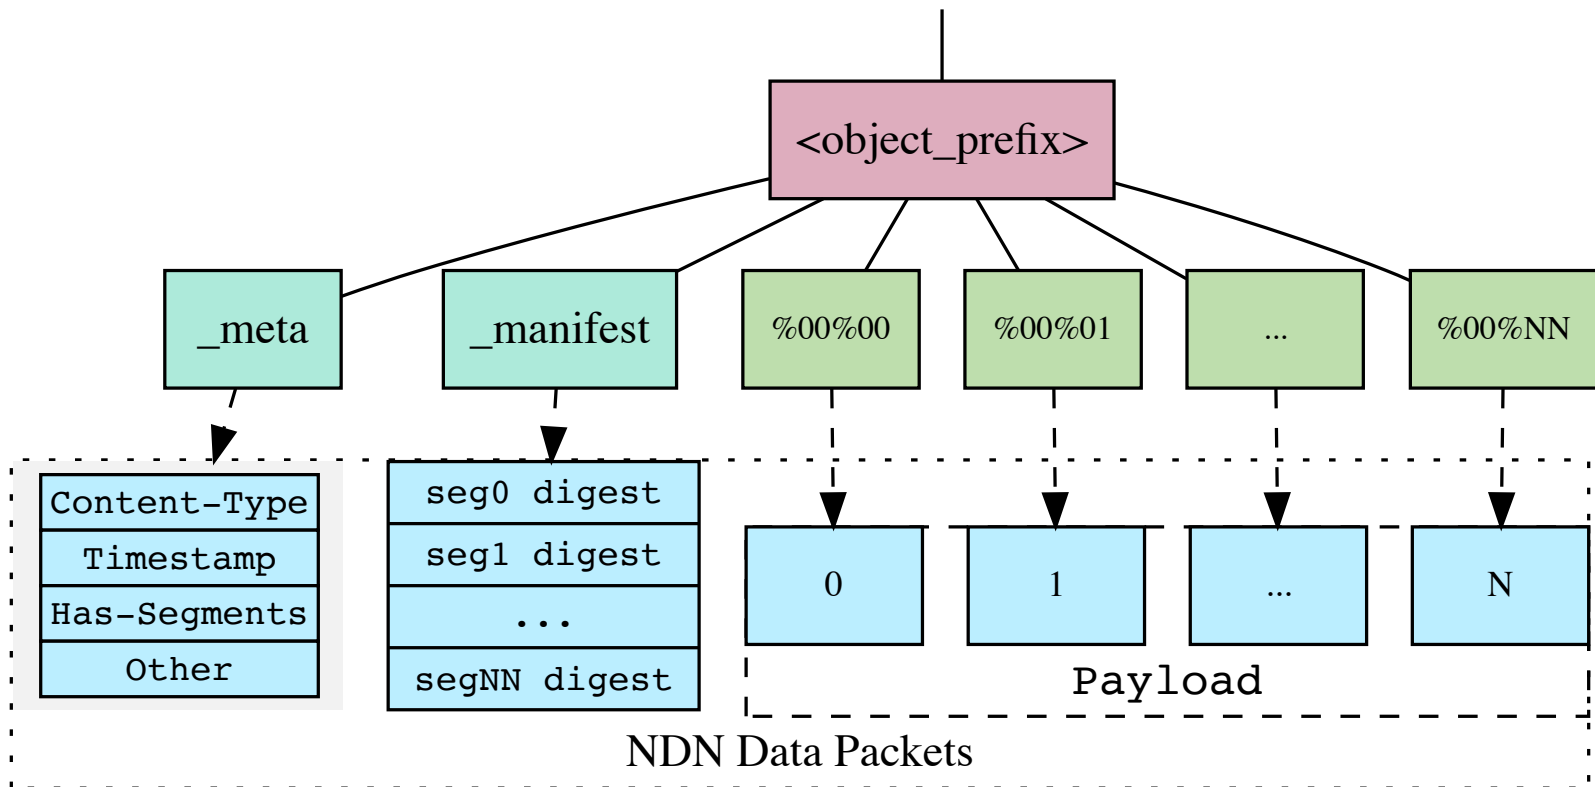 <object_prefix>
_meta
_manifest
%00%00
%00%01
...
%00%NN
Content-Type
Timestamp
Has-Segments
Other
seg0 digest
seg1 digest
...
segNN digest
0
1
...
N
Payload
NDN Data Packets